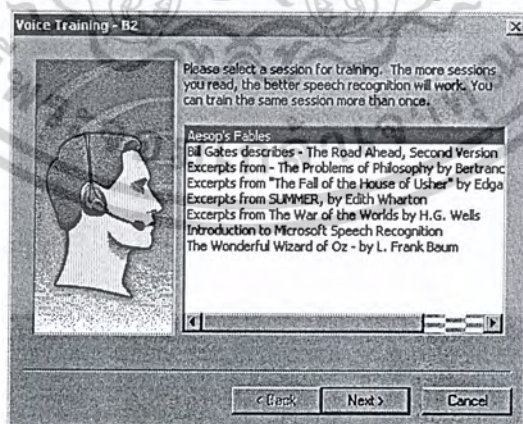 Voice Training - B2
Please select a session for training. The more sessions
you read, the better speech recognition will work. You
can train the same session more than once.
Aesop's Fables
Bill Gates describes - The Road Ahead, Second Version
Excerpts from - The Problems of Philosophy by Bertranc
Excerpts from "The Fall of the House of Usher" by Edga
Excerpts from SUMMER, by Edith Wharton
Excerpts from The War of the Worlds by H.G. Wells
Introduction to Microsoft Speech Recognition
The Wonderful Wizard of Oz - by L. Frank Baum
< Back
Next >
Cancel